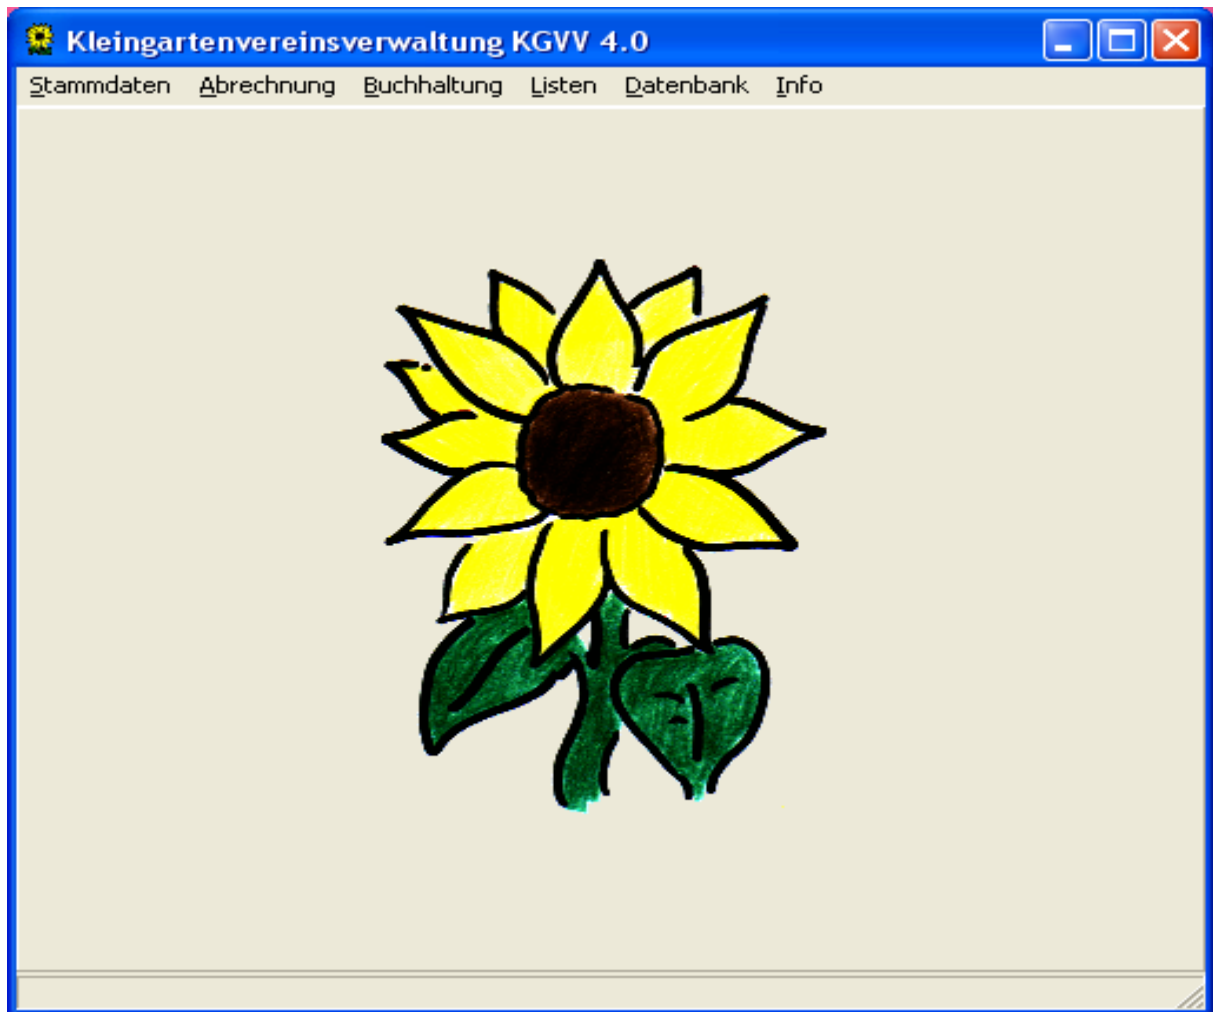 Kleingartenvereinsverwaltung KGVV 4.0
Stammdaten Abrechnung Buchhaltung Listen Datenbank Info